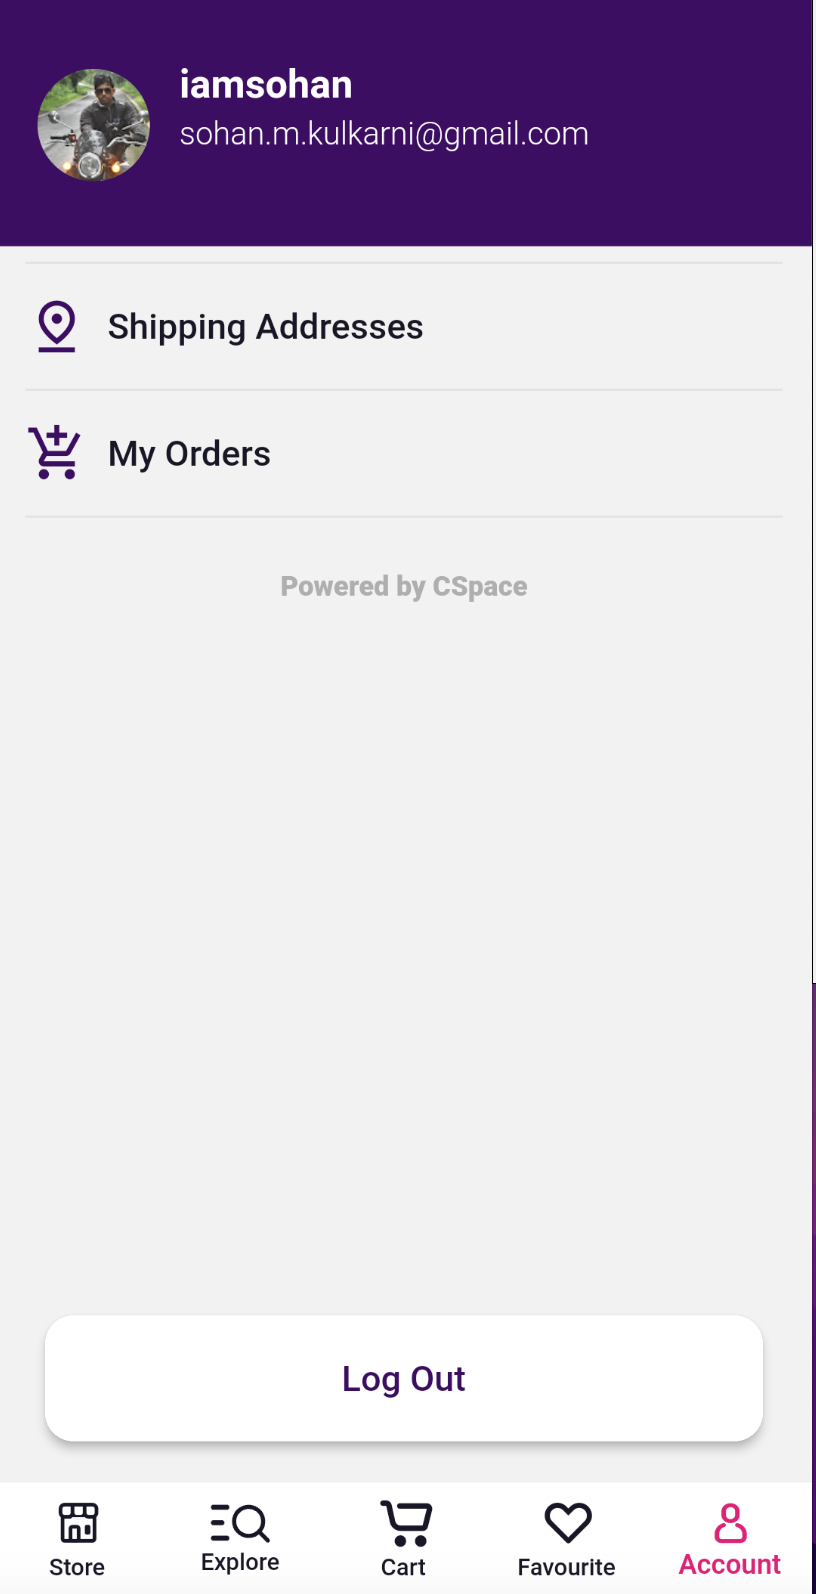 iamsohan
sohan.m.kulkarni@gmail.com
Shipping Addresses
My Orders
Powered by CSpace
Log Out
Store
Explore
Cart
Favourite
Account